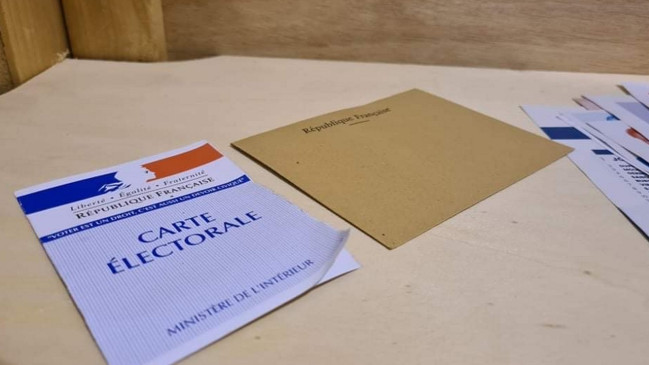 Liberté • Égalité • Fraternité
RÉPUBLIQUE FRANÇAISE
"VOTER EST UN DROIT, C'EST AUSSI UN DEVOIR CIVIQUE"
CARTE
ÉLECTORALE
MINISTÈRE DE L'INTÉRIEUR
République Française